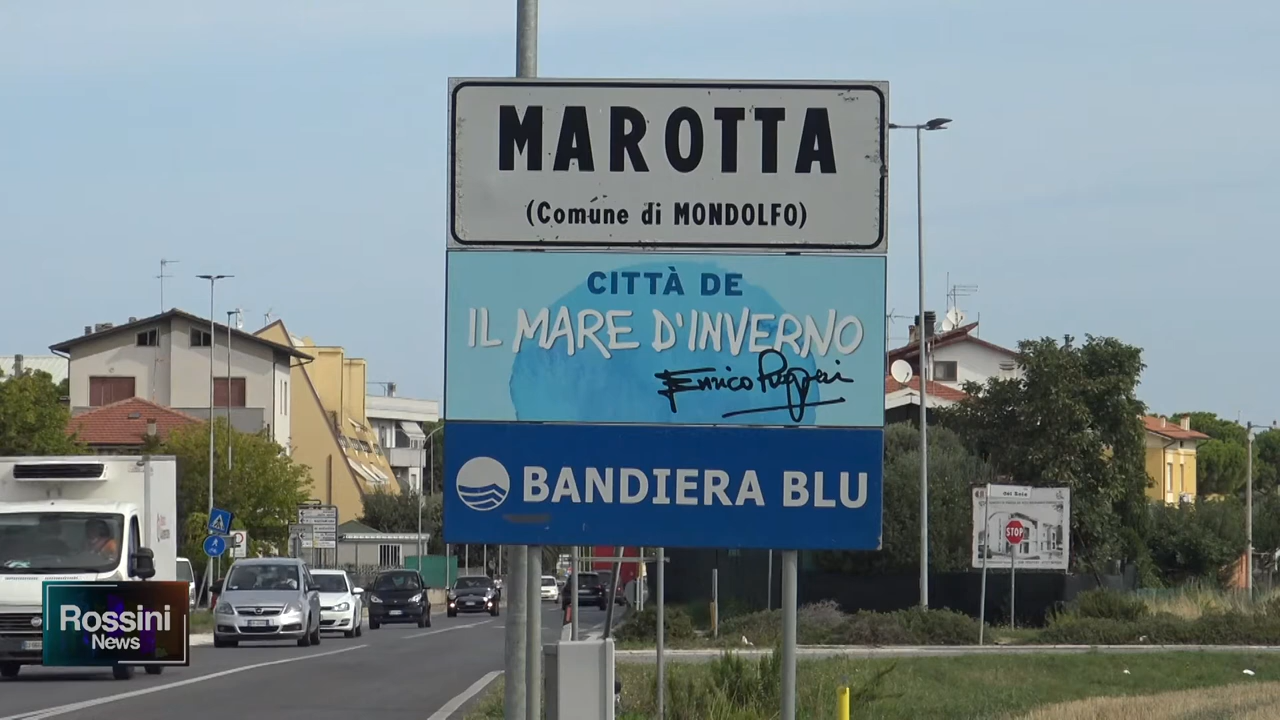 MAROTTA
(Comune di MONDOLFO)
CITTÀ DE
IL MARE D'INVERNO
Enrico Ruggeri
BANDIERA BLU
STOP
Rossini
News